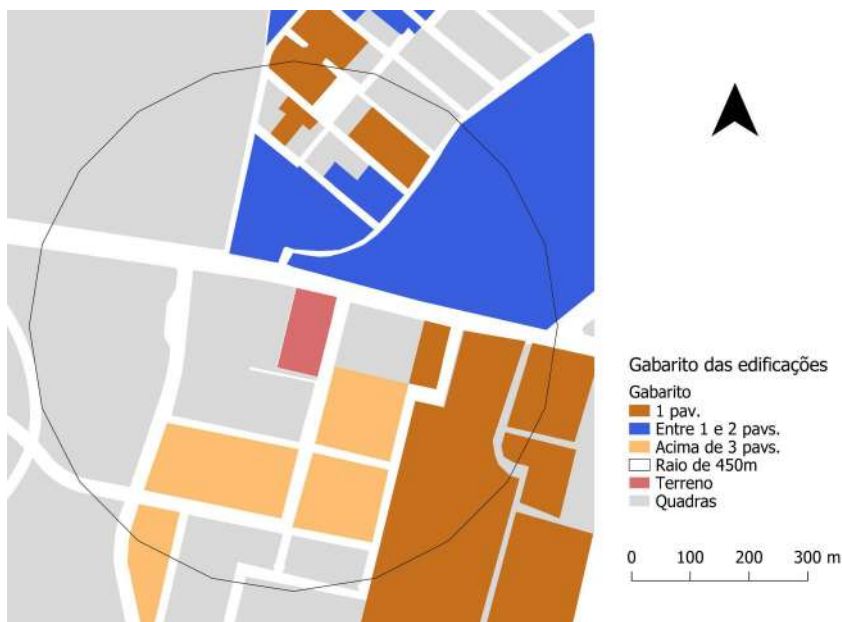 Gabarito das edificações
Gabarito
1 pav.
Entre 1 e 2 pavs.
Acima de 3 pavs.
Raio de 450m
Terreno
Quadras
0 100 200 300 m